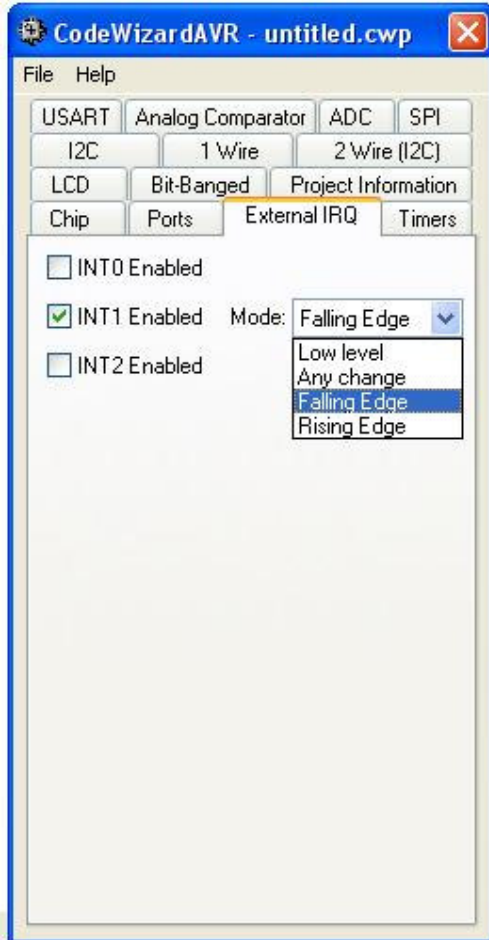 CodeWizardAVR - untitled.cwp
File Help
USART Analog Comparator ADC SPI
I2C 1 Wire 2 Wire (I2C)
LCD Bit-Banged Project Information
Chip Ports External IRQ Timers
INT0 Enabled
INT1 Enabled Mode: Falling Edge
Low level
INT2 Enabled Any change
Falling Edge
Rising Edge